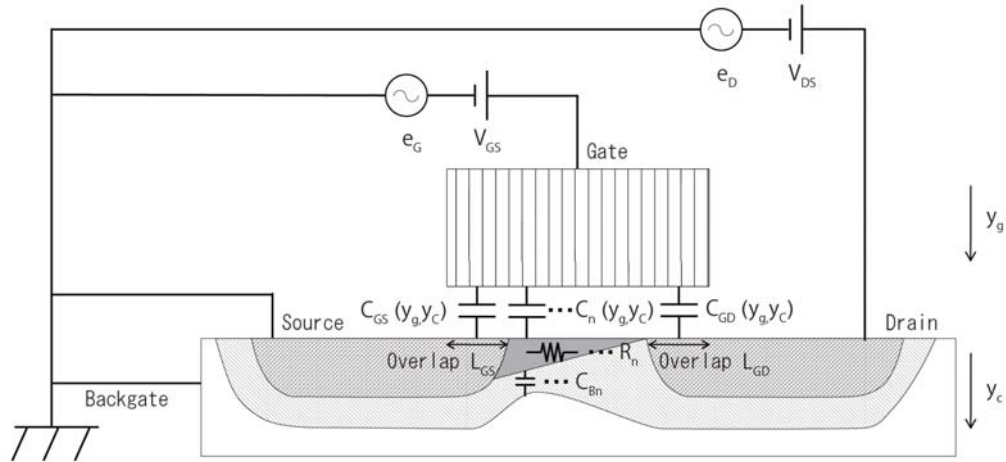 e_D
V_DS
e_G
V_GS
Gate
y_g
C_GS (y_g,y_C)
···C_n (y_g,y_C)
C_GD (y_g,y_C)
Source
Drain
Overlap L_GS
··· R_n
Overlap L_GD
··· C_Bn
Backgate
y_c